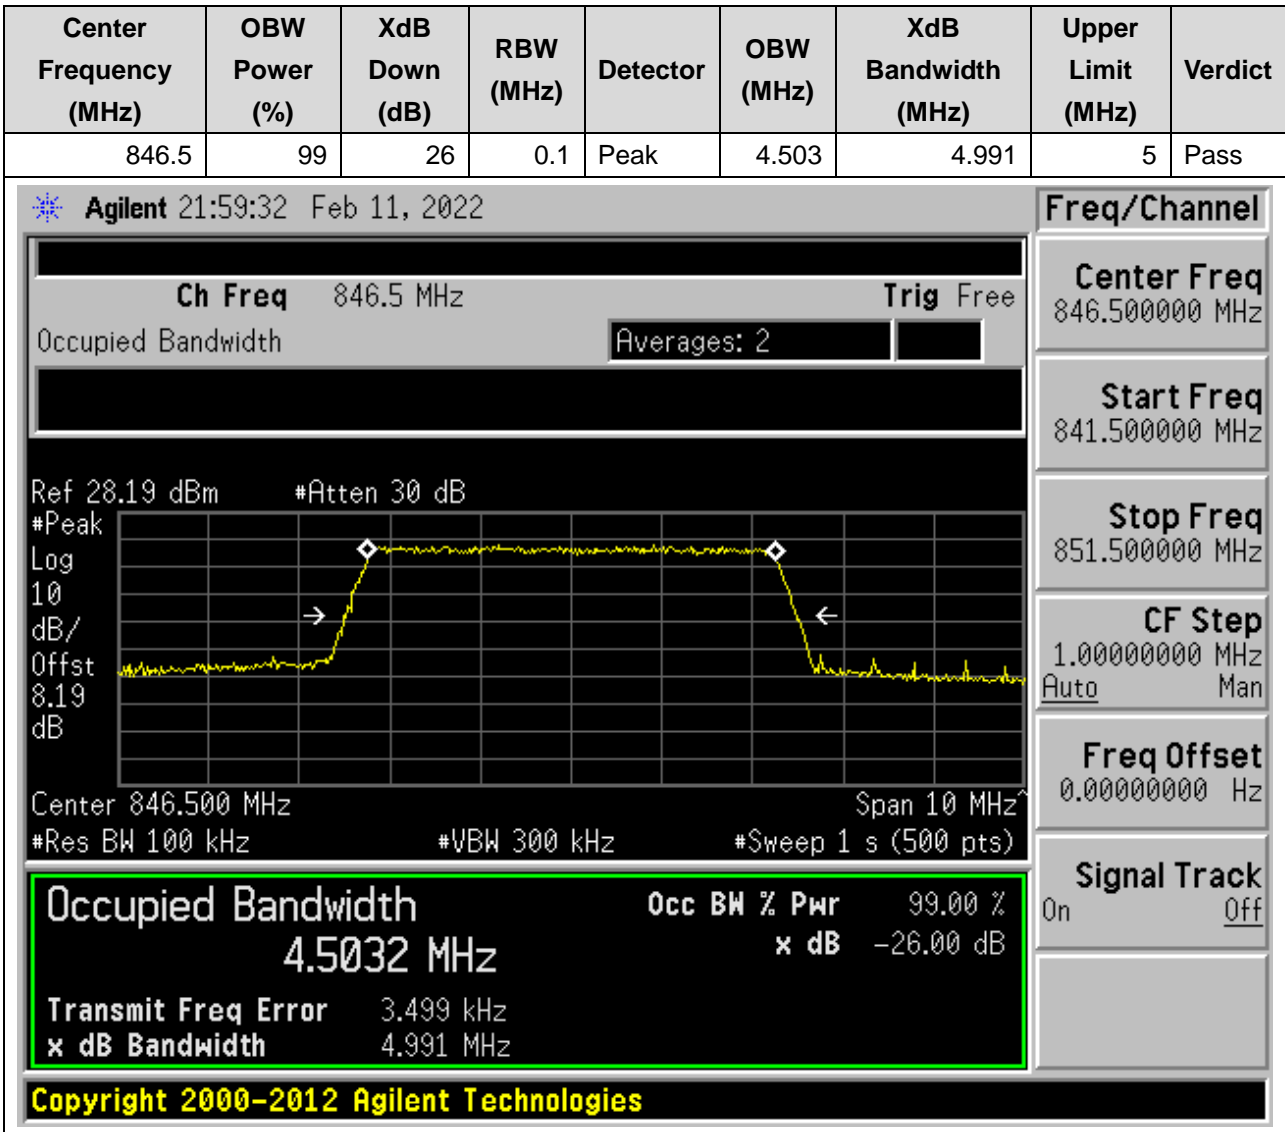 Center Frequency (MHz) OBW Power (%) XdB Down (dB) RBW (MHz) Detector OBW (MHz) XdB Bandwidth (MHz) Upper Limit (MHz) Verdict
846.5 99 26 0.1 Peak 4.503 4.991 5 Pass
Agilent 21:59:32 Feb 11, 2022
Freq/Channel
Ch Freq 846.5 MHz Trig Free
Occupied Bandwidth Averages: 2
Ref 28.19 dBm #Atten 30 dB
#Peak
Log
10
dB/
Offst
8.19
dB
Center 846.500 MHz Span 10 MHz^
#Res BW 100 kHz #VBW 300 kHz #Sweep 1 s (500 pts)
Occupied Bandwidth Occ BW % Pwr 99.00 %
4.5032 MHz x dB -26.00 dB
Transmit Freq Error 3.499 kHz
x dB Bandwidth 4.991 MHz
Center Freq
846.500000 MHz
Start Freq
841.500000 MHz
Stop Freq
851.500000 MHz
CF Step
1.00000000 MHz
Auto Man
Freq Offset
0.00000000 Hz
Signal Track
On Off
Copyright 2000-2012 Agilent Technologies